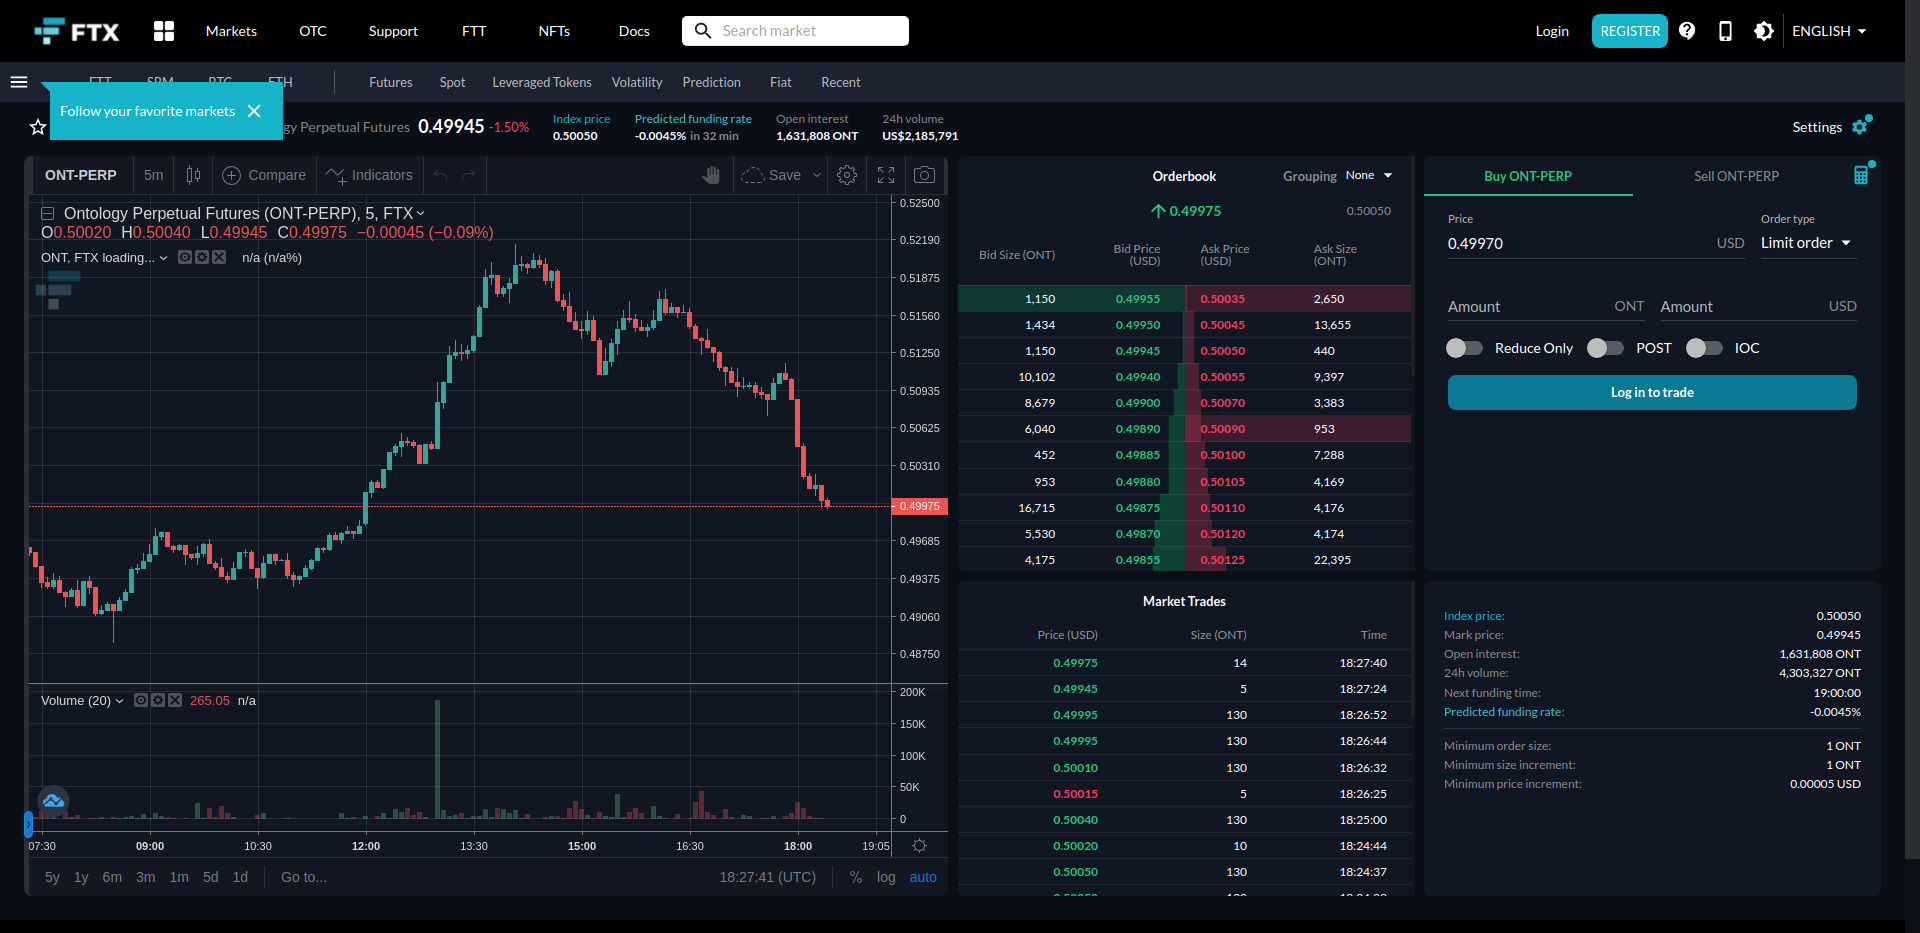 FTX
Markets
OTC
Support
FTT
NFTs
Docs
Search market
Login
REGISTER
ENGLISH
FTT SRM BTC ETH
Futures
Spot
Leveraged Tokens
Volatility
Prediction
Fiat
Recent
Follow your favorite markets
gy Perpetual Futures
0.49945 -1.50%
Index price
0.50050
Predicted funding rate
-0.0045% in 32 min
Open interest
1,631,808 ONT
24h volume
US$2,185,791
Settings
ONT-PERP
5m
Compare
Indicators
Save
Ontology Perpetual Futures (ONT-PERP), 5, FTX
O0.50020 H0.50040 L0.49945 C0.49975 −0.00045 (−0.09%)
ONT, FTX loading...
n/a (n/a%)
0.52500
0.52190
0.51875
0.51560
0.51250
0.50935
0.50625
0.50310
0.49975
0.49685
0.49375
0.49060
0.48750
Volume (20)
265.05 n/a
200K
150K
100K
50K
0
07:30 09:00 10:30 12:00 13:30 15:00 16:30 18:00 19:05
5y 1y 6m 3m 1m 5d 1d Go to...
18:27:41 (UTC) % log auto
Orderbook
Grouping None
0.49975
0.50050
Bid Size (ONT) Bid Price (USD) Ask Price (USD) Ask Size (ONT)
1,150 0.49955 0.50035 2,650
1,434 0.49950 0.50045 13,655
1,150 0.49945 0.50050 440
10,102 0.49940 0.50055 9,397
8,679 0.49900 0.50070 3,383
6,040 0.49890 0.50090 953
452 0.49885 0.50100 7,288
953 0.49880 0.50105 4,169
16,715 0.49875 0.50110 4,176
5,530 0.49870 0.50120 4,174
4,175 0.49855 0.50125 22,395
Market Trades
Price (USD) Size (ONT) Time
0.49975 14 18:27:40
0.49945 5 18:27:24
0.49995 130 18:26:52
0.49995 130 18:26:44
0.50010 130 18:26:32
0.50015 5 18:26:25
0.50040 130 18:25:00
0.50020 10 18:24:44
0.50050 130 18:24:37
Buy ONT-PERP
Sell ONT-PERP
Price
0.49970 USD
Order type
Limit order
Amount ONT
Amount USD
Reduce Only
POST
IOC
Log in to trade
Index price: 0.50050
Mark price: 0.49945
Open interest: 1,631,808 ONT
24h volume: 4,303,327 ONT
Next funding time: 19:00:00
Predicted funding rate: -0.0045%
Minimum order size: 1 ONT
Minimum size increment: 1 ONT
Minimum price increment: 0.00005 USD